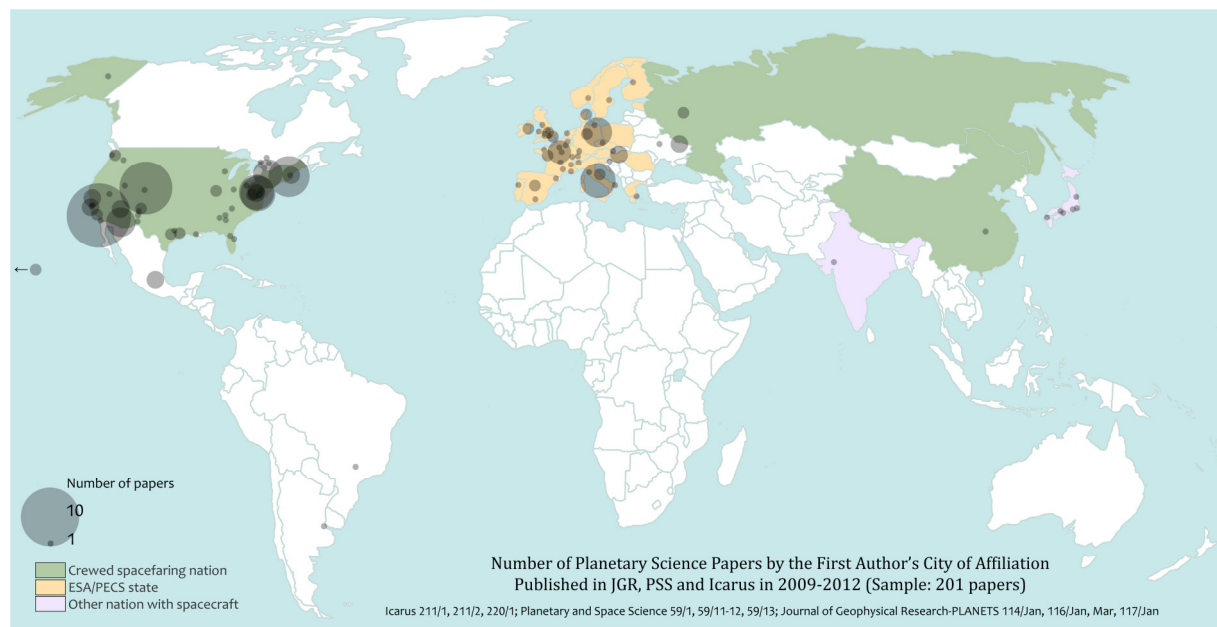 ←
Number of papers
10
1
Crewed spacefaring nation
ESA/PECS state
Other nation with spacecraft
Number of Planetary Science Papers by the First Author's City of Affiliation
Published in JGR, PSS and Icarus in 2009-2012 (Sample: 201 papers)
Icarus 211/1, 211/2, 220/1; Planetary and Space Science 59/1, 59/11-12, 59/13; Journal of Geophysical Research-PLANETS 114/Jan, 116/Jan, Mar, 117/Jan